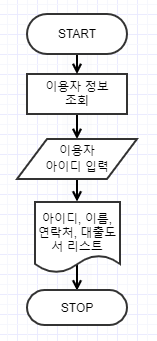 START
이용자 정보
조회
이용자
아이디 입력
아이디, 이름,
연락처, 대출도
서 리스트
STOP